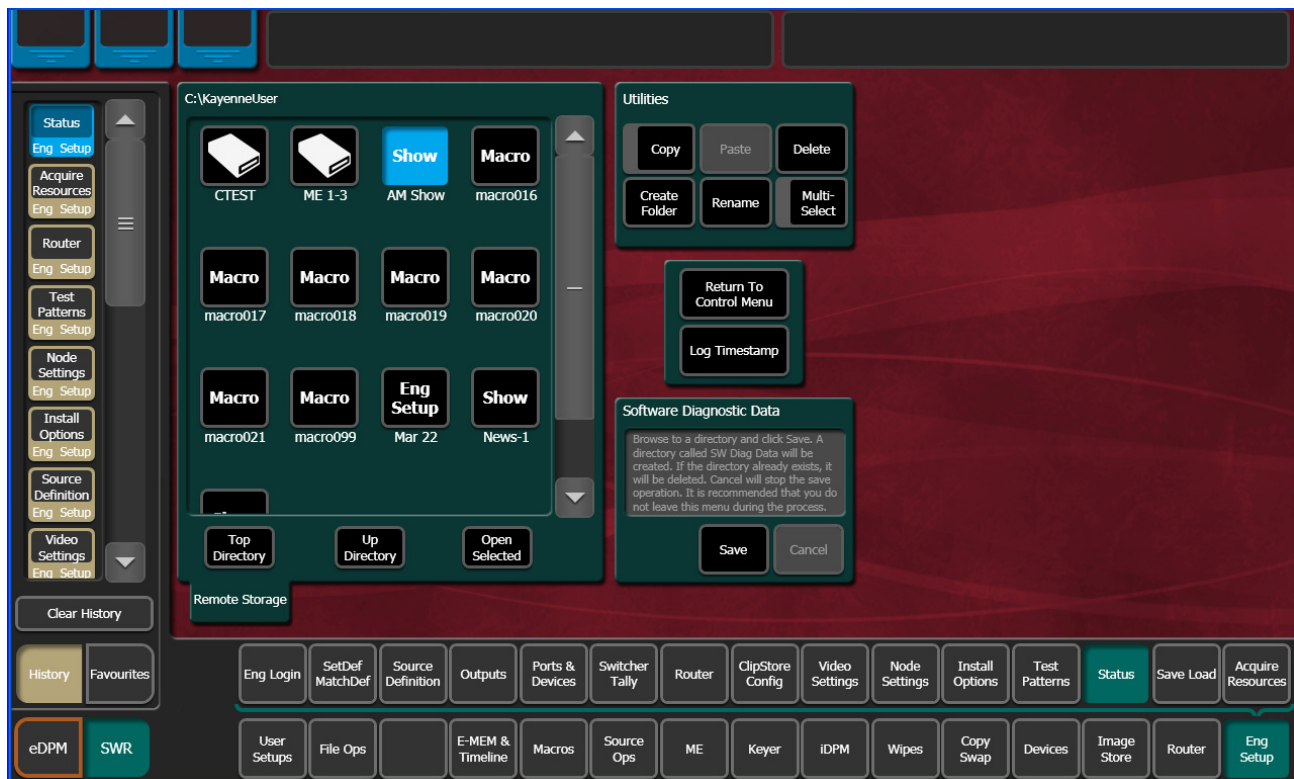 Status
Eng Setup
Acquire
Resources
Eng Setup
Router
Eng Setup
Test
Patterns
Eng Setup
Node
Settings
Eng Setup
Install
Options
Eng Setup
Source
Definition
Eng Setup
Video
Settings
Eng Setup
Clear History
History
Favourites
eDPM
SWR
C:\KayenneUser
CTEST
ME 1-3
Show
AM Show
Macro
macro016
Macro
macro017
Macro
macro018
Macro
macro019
Macro
macro020
Macro
macro021
Macro
macro099
Eng
Setup
Mar 22
Show
News-1
Top
Directory
Up
Directory
Open
Selected
Remote Storage
Utilities
Copy
Paste
Delete
Create
Folder
Rename
Multi-
Select
Return To
Control Menu
Log Timestamp
Software Diagnostic Data
Browse to a directory and click Save. A
directory called SW Diag Data will be
created. If the directory already exists, it
will be deleted. Cancel will stop the save
operation. It is recommended that you do
not leave this menu during the process.
Save
Cancel
Eng Login
SetDef
MatchDef
Source
Definition
Outputs
Ports &
Devices
Switcher
Tally
Router
ClipStore
Config
Video
Settings
Node
Settings
Install
Options
Test
Patterns
Status
Save Load
Acquire
Resources
User
Setups
File Ops
E-MEM &
Timeline
Macros
Source
Ops
ME
Keyer
iDPM
Wipes
Copy
Swap
Devices
Image
Store
Router
Eng
Setup